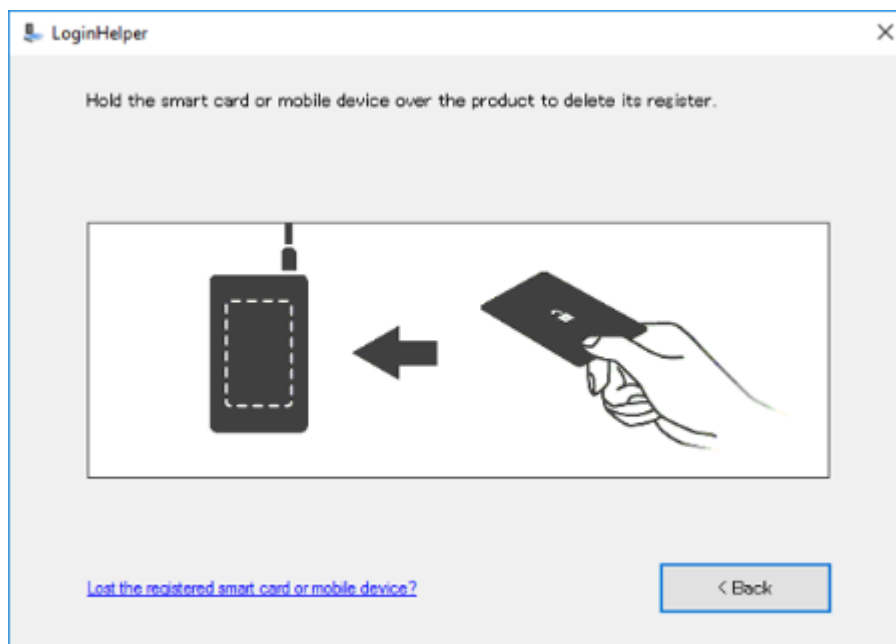 LoginHelper
Hold the smart card or mobile device over the product to delete its register.
Lost the registered smart card or mobile device?
< Back